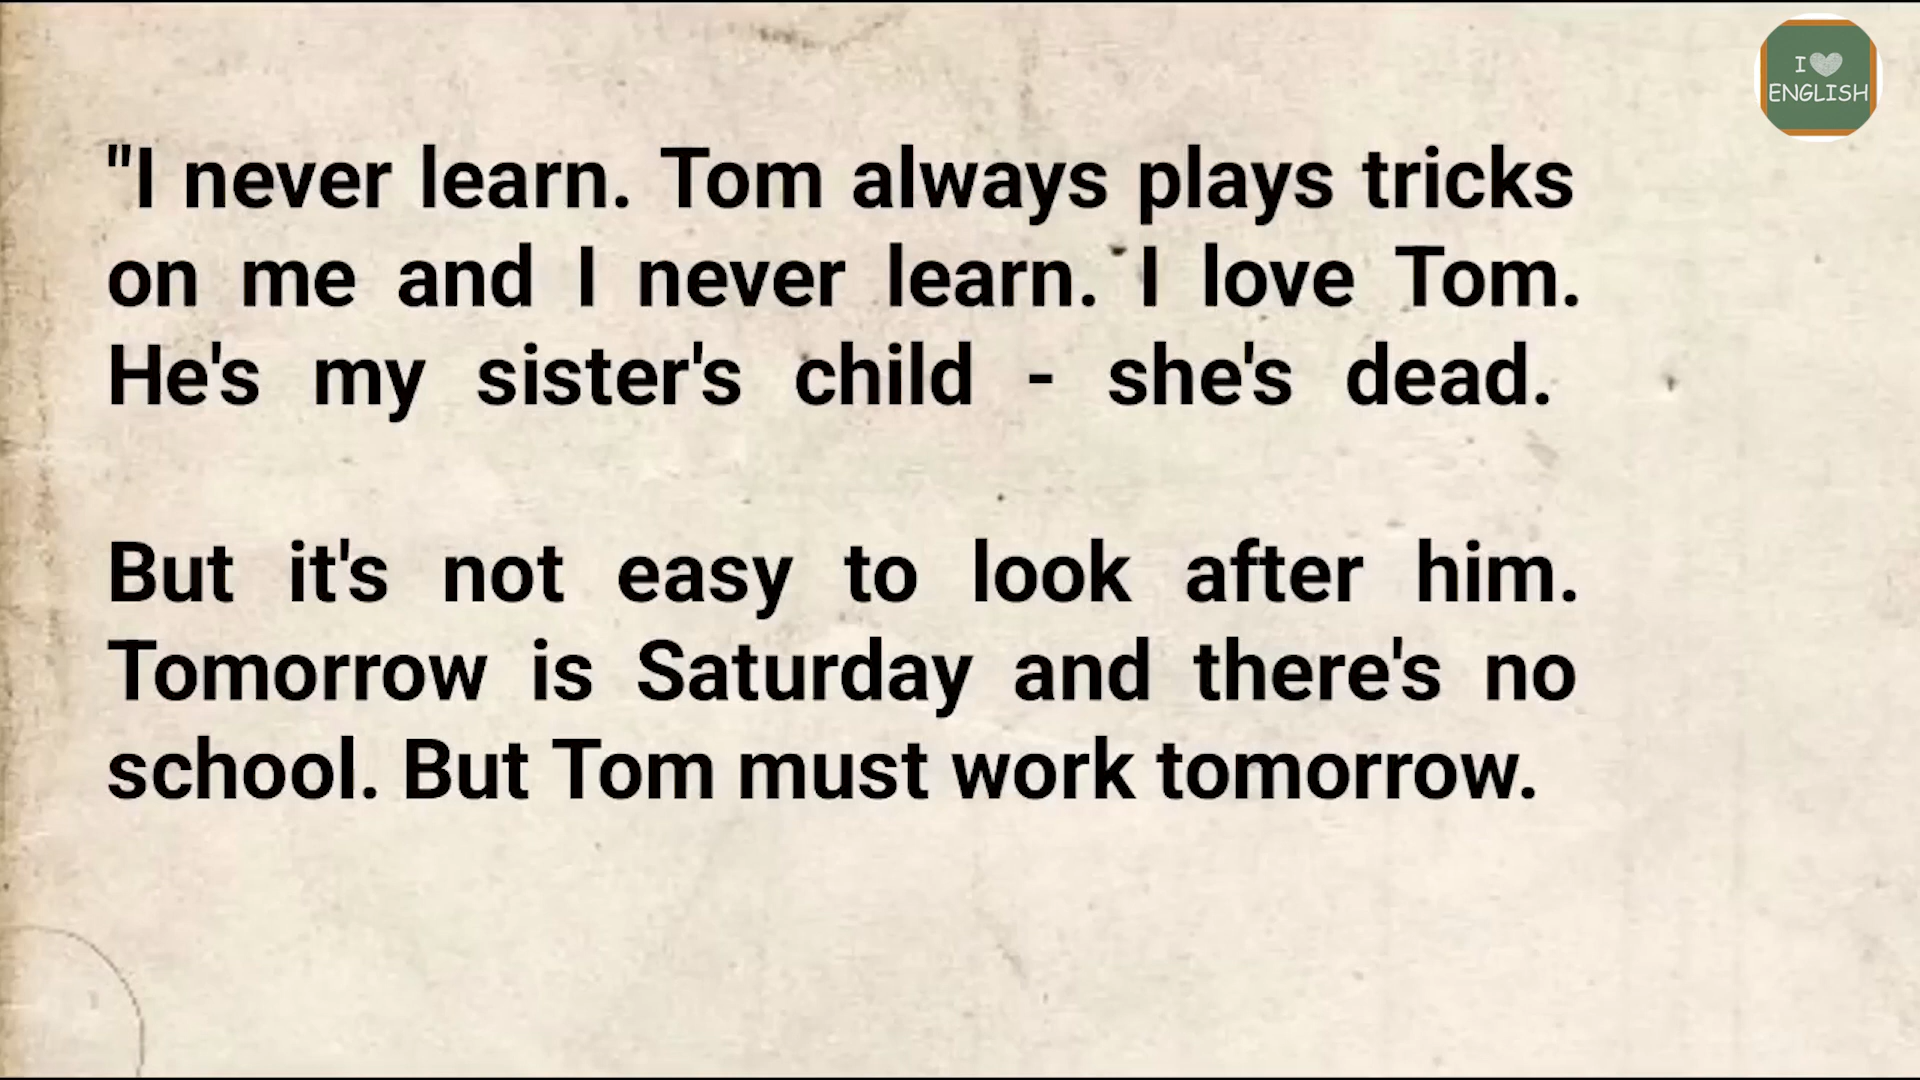 I ♥
ENGLISH
"I never learn. Tom always plays tricks
on me and I never learn. I love Tom.
He's my sister's child - she's dead.
But it's not easy to look after him.
Tomorrow is Saturday and there's no
school. But Tom must work tomorrow.